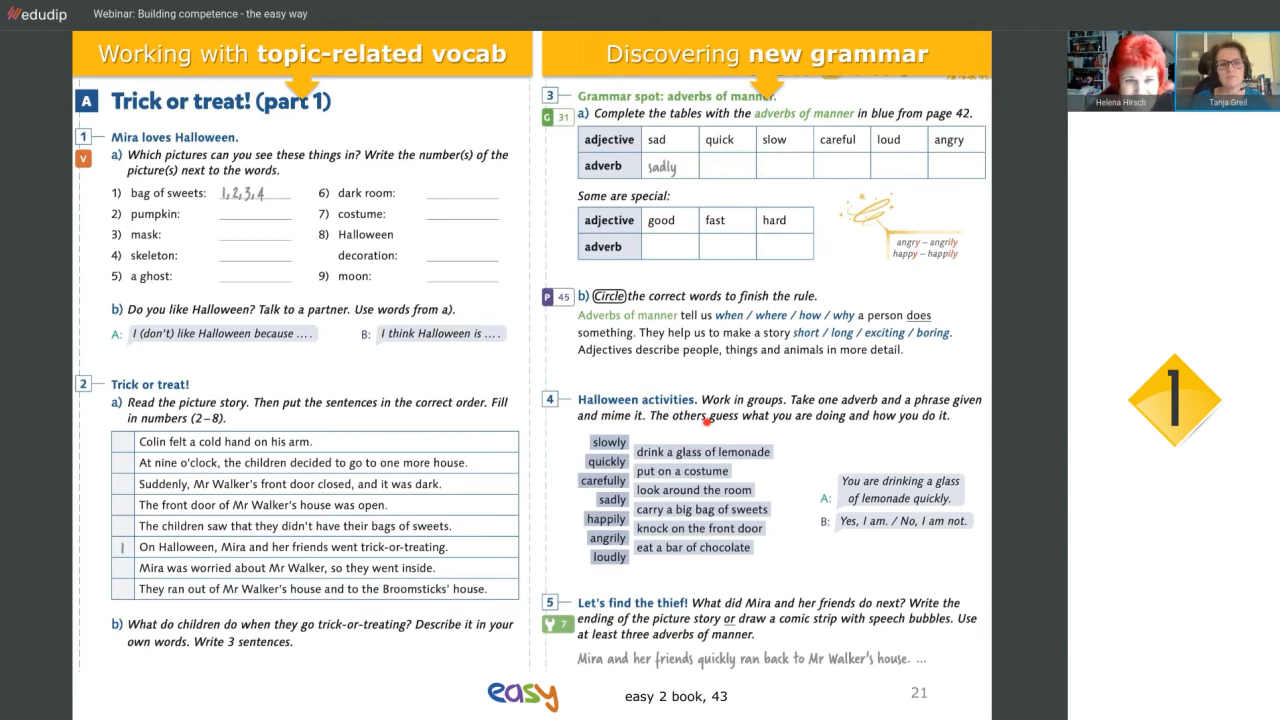 edudip
Webinar: Building competence - the easy way
Working with topic-related vocab
A Trick or treat! (part 1)
1 Mira loves Halloween.
V a) Which pictures can you see these things in? Write the number(s) of the
picture(s) next to the words.
1) bag of sweets: 1, 2, 3, 4 6) dark room:
2) pumpkin: 7) costume:
3) mask: 8) Halloween
4) skeleton: decoration:
5) a ghost: 9) moon:
b) Do you like Halloween? Talk to a partner. Use words from a).
A: I (don't) like Halloween because .... B: I think Halloween is ....
2 Trick or treat!
a) Read the picture story. Then put the sentences in the correct order. Fill
in numbers (2–8).
Colin felt a cold hand on his arm.
At nine o'clock, the children decided to go to one more house.
Suddenly, Mr Walker's front door closed, and it was dark.
The front door of Mr Walker's house was open.
The children saw that they didn't have their bags of sweets.
1 On Halloween, Mira and her friends went trick-or-treating.
Mira was worried about Mr Walker, so they went inside.
They ran out of Mr Walker's house and to the Broomsticks' house.
b) What do children do when they go trick-or-treating? Describe it in your
own words. Write 3 sentences.
Discovering new grammar
3 Grammar spot: adverbs of manner.
G 31 a) Complete the tables with the adverbs of manner in blue from page 42.
adjective sad quick slow careful loud angry
adverb sadly
Some are special:
adjective good fast hard
adverb
angry – angrily
happy – happily
P 45 b) Circle the correct words to finish the rule.
Adverbs of manner tell us when / where / how / why a person does
something. They help us to make a story short / long / exciting / boring.
Adjectives describe people, things and animals in more detail.
4 Halloween activities. Work in groups. Take one adverb and a phrase given
and mime it. The others guess what you are doing and how you do it.
slowly
quickly
carefully
sadly
happily
angrily
loudly
drink a glass of lemonade
put on a costume
look around the room
carry a big bag of sweets
knock on the front door
eat a bar of chocolate
A: You are drinking a glass
of lemonade quickly.
B: Yes, I am. / No, I am not.
5 Let's find the thief! What did Mira and her friends do next? Write the
7 ending of the picture story or draw a comic strip with speech bubbles. Use
at least three adverbs of manner.
Mira and her friends quickly ran back to Mr Walker's house. ...
easy
easy 2 book, 43
21
Helena Hirsch
Tanja Greil
1